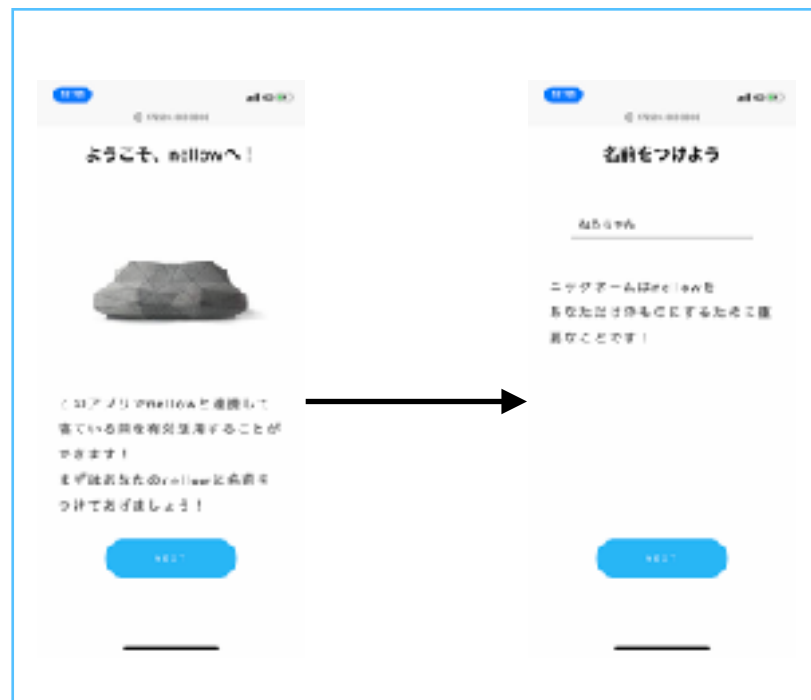 ようこそ、mellowへ！
このアプリでmellowと連携して
寝ている間を有効活用することが
できます！
まずはあなたのmellowに名前を
つけてあげましょう！
NEXT
名前をつけよう
ニックネームはmellowを
あなただけのものにするために重
要なことです！
NEXT